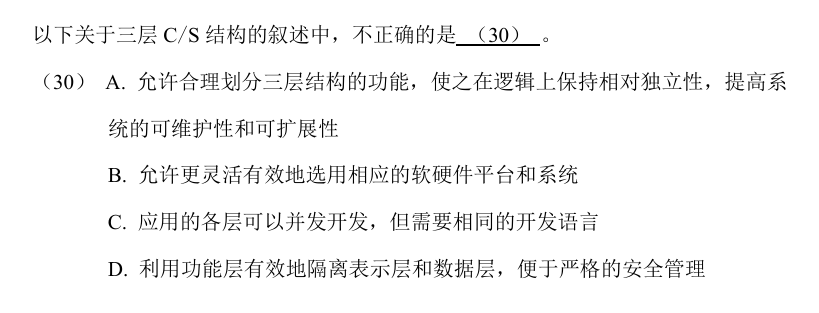 以下关于三层 C/S 结构的叙述中，不正确的是 （30） 。
（30） A. 允许合理划分三层结构的功能，使之在逻辑上保持相对独立性，提高系
统的可维护性和可扩展性
B. 允许更灵活有效地选用相应的软硬件平台和系统
C. 应用的各层可以并发开发，但需要相同的开发语言
D. 利用功能层有效地隔离表示层和数据层，便于严格的安全管理